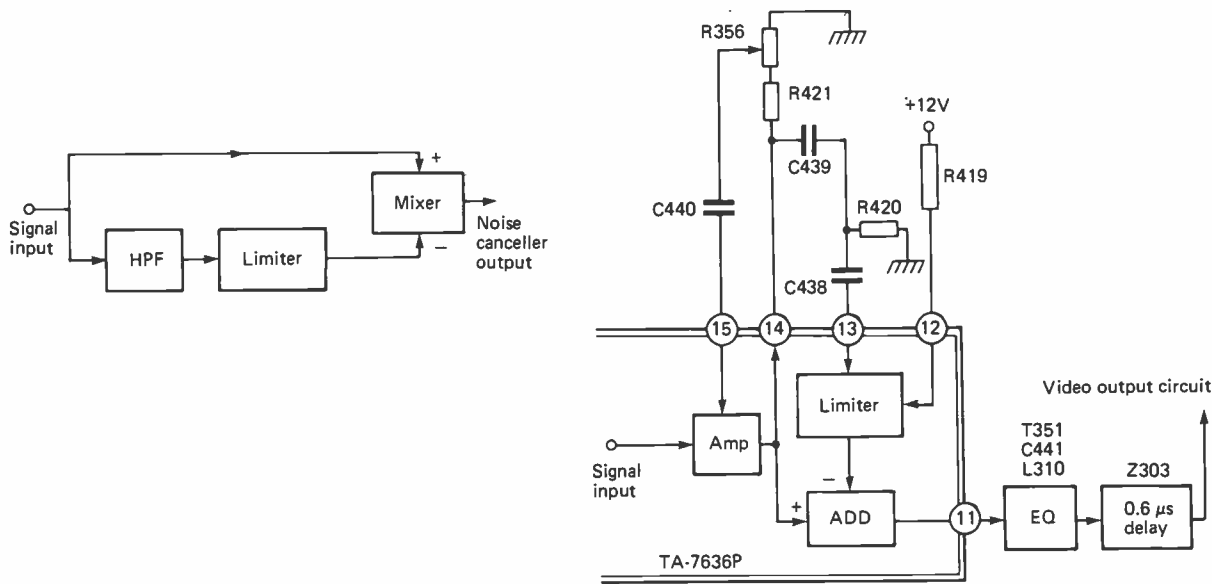 Signal
input
HPF
Limiter
+
Mixer
−
Noise
canceller
output
R356
R421
+12V
C439
R419
C440
R420
C438
15
14
13
12
Limiter
Signal
input
Amp
−
+
ADD
11
TA-7636P
Video output circuit
T351
C441
L310
EQ
Z303
0.6 μs
delay